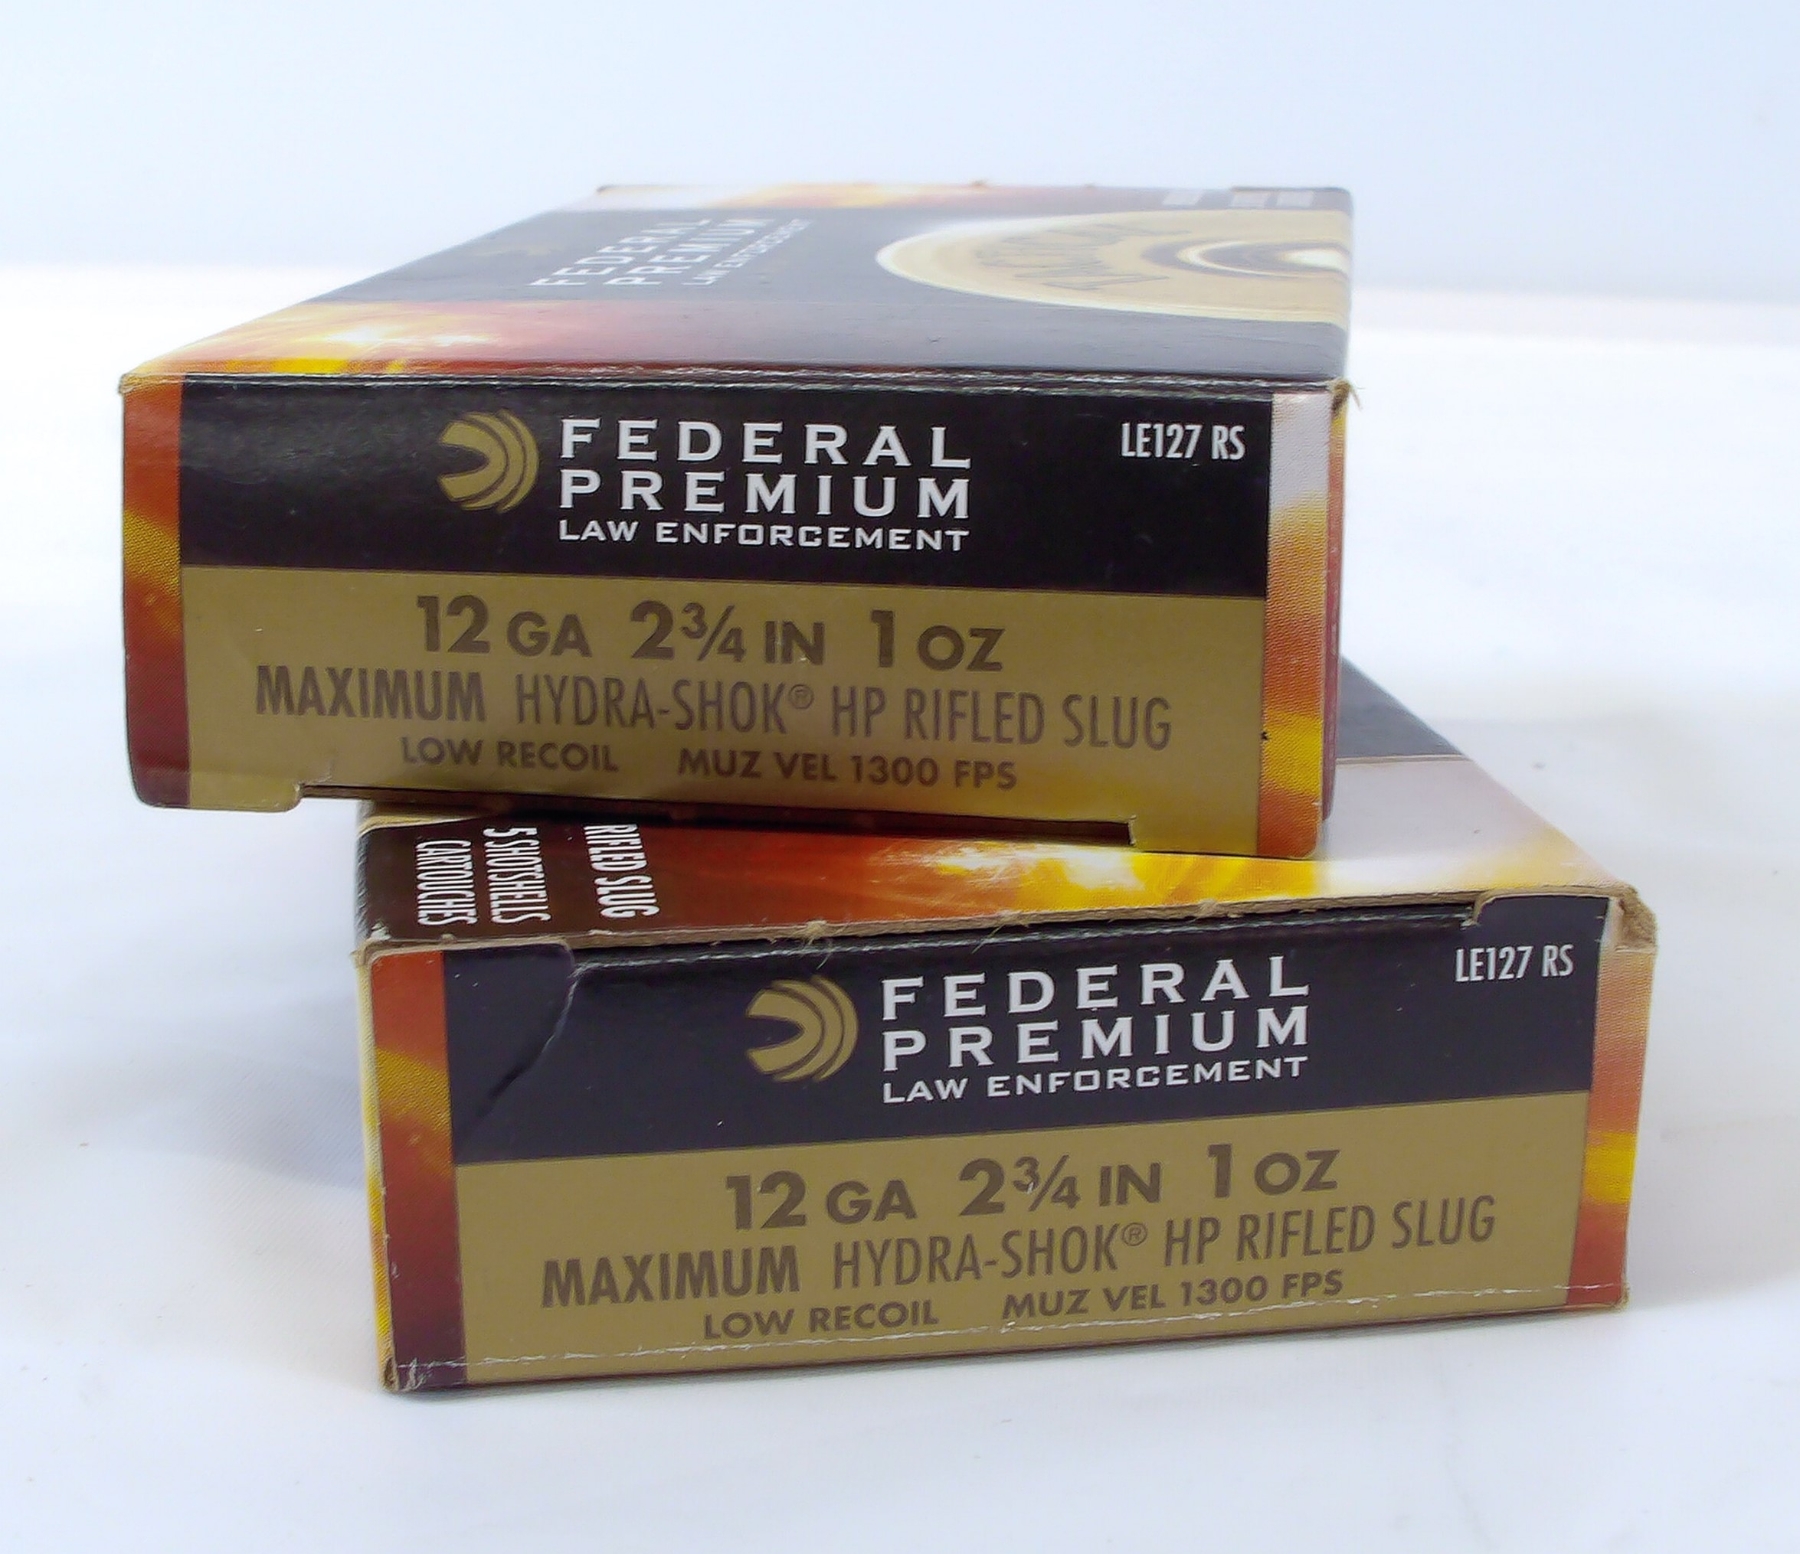 FEDERAL
PREMIUM
LAW ENFORCEMENT
TACTICAL
FEDERAL
PREMIUM
LAW ENFORCEMENT
LE127 RS
12 GA 2¾ IN 1 OZ
MAXIMUM HYDRA-SHOK® HP RIFLED SLUG
LOW RECOIL MUZ VEL 1300 FPS
RIFLED SLUG
5 SHOTSHELLS
CARTOUCHES
FEDERAL
PREMIUM
LAW ENFORCEMENT
LE127 RS
12 GA 2¾ IN 1 OZ
MAXIMUM HYDRA-SHOK® HP RIFLED SLUG
LOW RECOIL MUZ VEL 1300 FPS